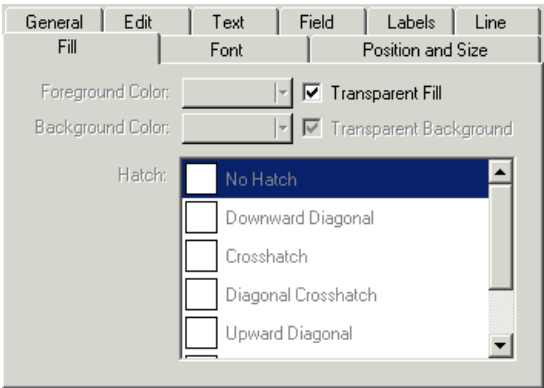 General Edit Text Field Labels Line
Fill Font Position and Size
Foreground Color: Transparent Fill
Background Color: Transparent Background
Hatch: No Hatch
Downward Diagonal
Crosshatch
Diagonal Crosshatch
Upward Diagonal